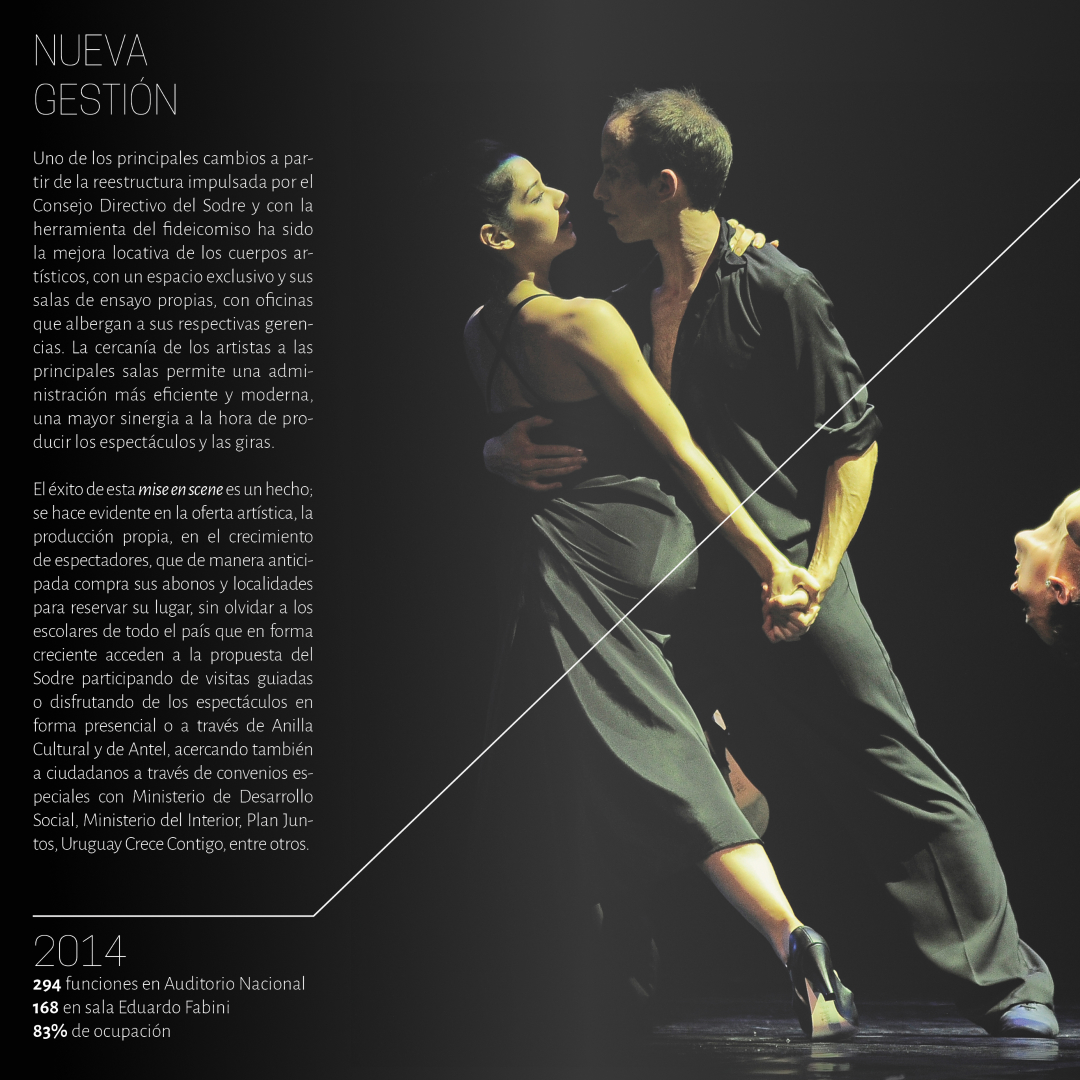 NUEVA
GESTIÓN
Uno de los principales cambios a par-
tir de la reestructura impulsada por el
Consejo Directivo del Sodre y con la
herramienta del fideicomiso ha sido
la mejora locativa de los cuerpos ar-
tísticos, con un espacio exclusivo y sus
salas de ensayo propias, con oficinas
que albergan a sus respectivas geren-
cias. La cercanía de los artistas a las
principales salas permite una admi-
nistración más eficiente y moderna,
una mayor sinergia a la hora de pro-
ducir los espectáculos y las giras.
El éxito de esta mise en scene es un hecho;
se hace evidente en la oferta artística, la
producción propia, en el crecimiento
de espectadores, que de manera antici-
pada compra sus abonos y localidades
para reservar su lugar, sin olvidar a los
escolares de todo el país que en forma
creciente acceden a la propuesta del
Sodre participando de visitas guiadas
o disfrutando de los espectáculos en
forma presencial o a través de Anilla
Cultural y de Antel, acercando también
a ciudadanos a través de convenios es-
peciales con Ministerio de Desarrollo
Social, Ministerio del Interior, Plan Jun-
tos, Uruguay Crece Contigo, entre otros.
2014
294 funciones en Auditorio Nacional
168 en sala Eduardo Fabini
83% de ocupación